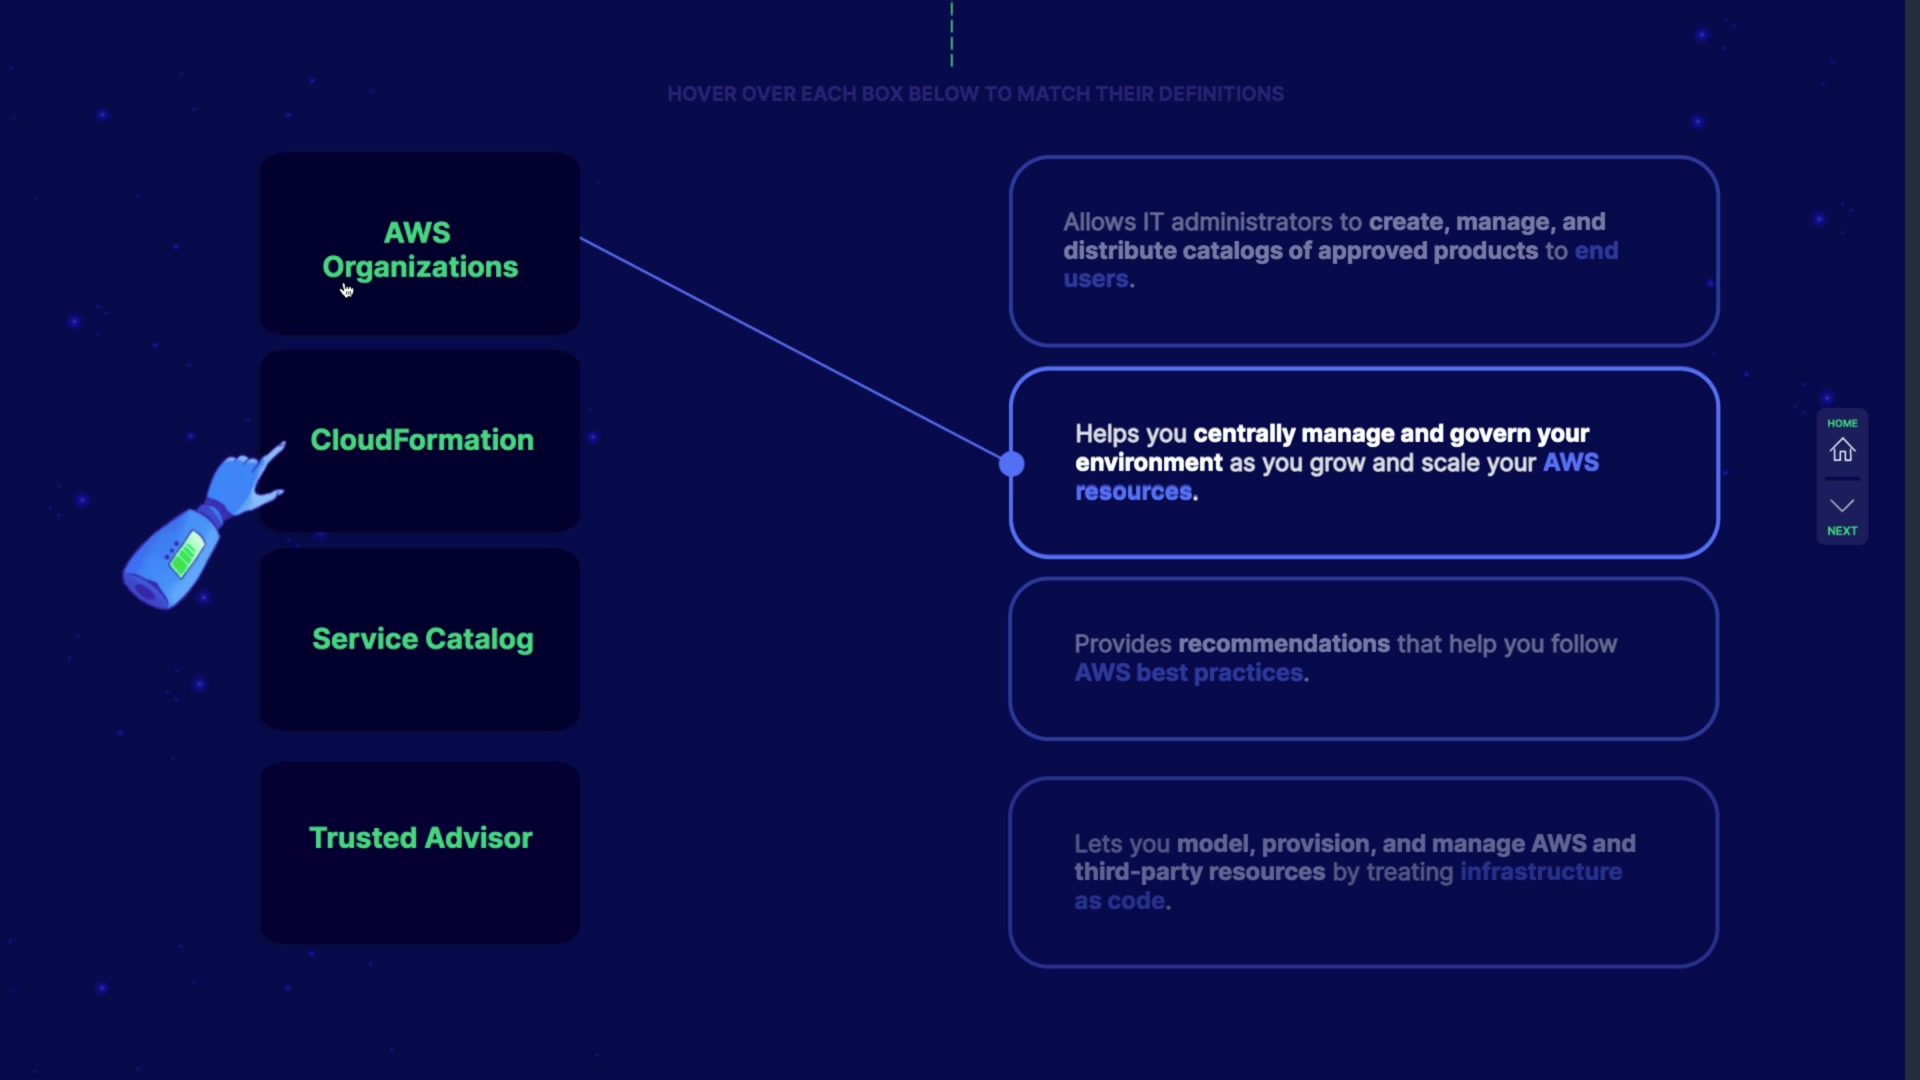 HOVER OVER EACH BOX BELOW TO MATCH THEIR DEFINITIONS
AWS
Organizations
CloudFormation
Service Catalog
Trusted Advisor
Allows IT administrators to create, manage, and
distribute catalogs of approved products to end
users.
Helps you centrally manage and govern your
environment as you grow and scale your AWS
resources.
Provides recommendations that help you follow
AWS best practices.
Lets you model, provision, and manage AWS and
third-party resources by treating infrastructure
as code.
HOME
NEXT